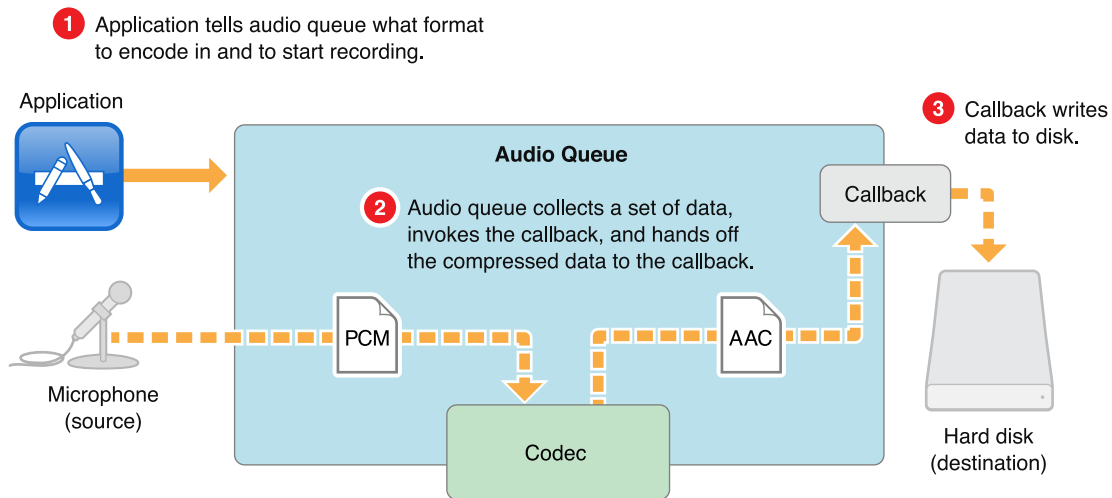 1 Application tells audio queue what format
to encode in and to start recording.
Application
3 Callback writes
data to disk.
Audio Queue
Callback
2 Audio queue collects a set of data,
invokes the callback, and hands off
the compressed data to the callback.
PCM
AAC
Microphone
(source)
Codec
Hard disk
(destination)